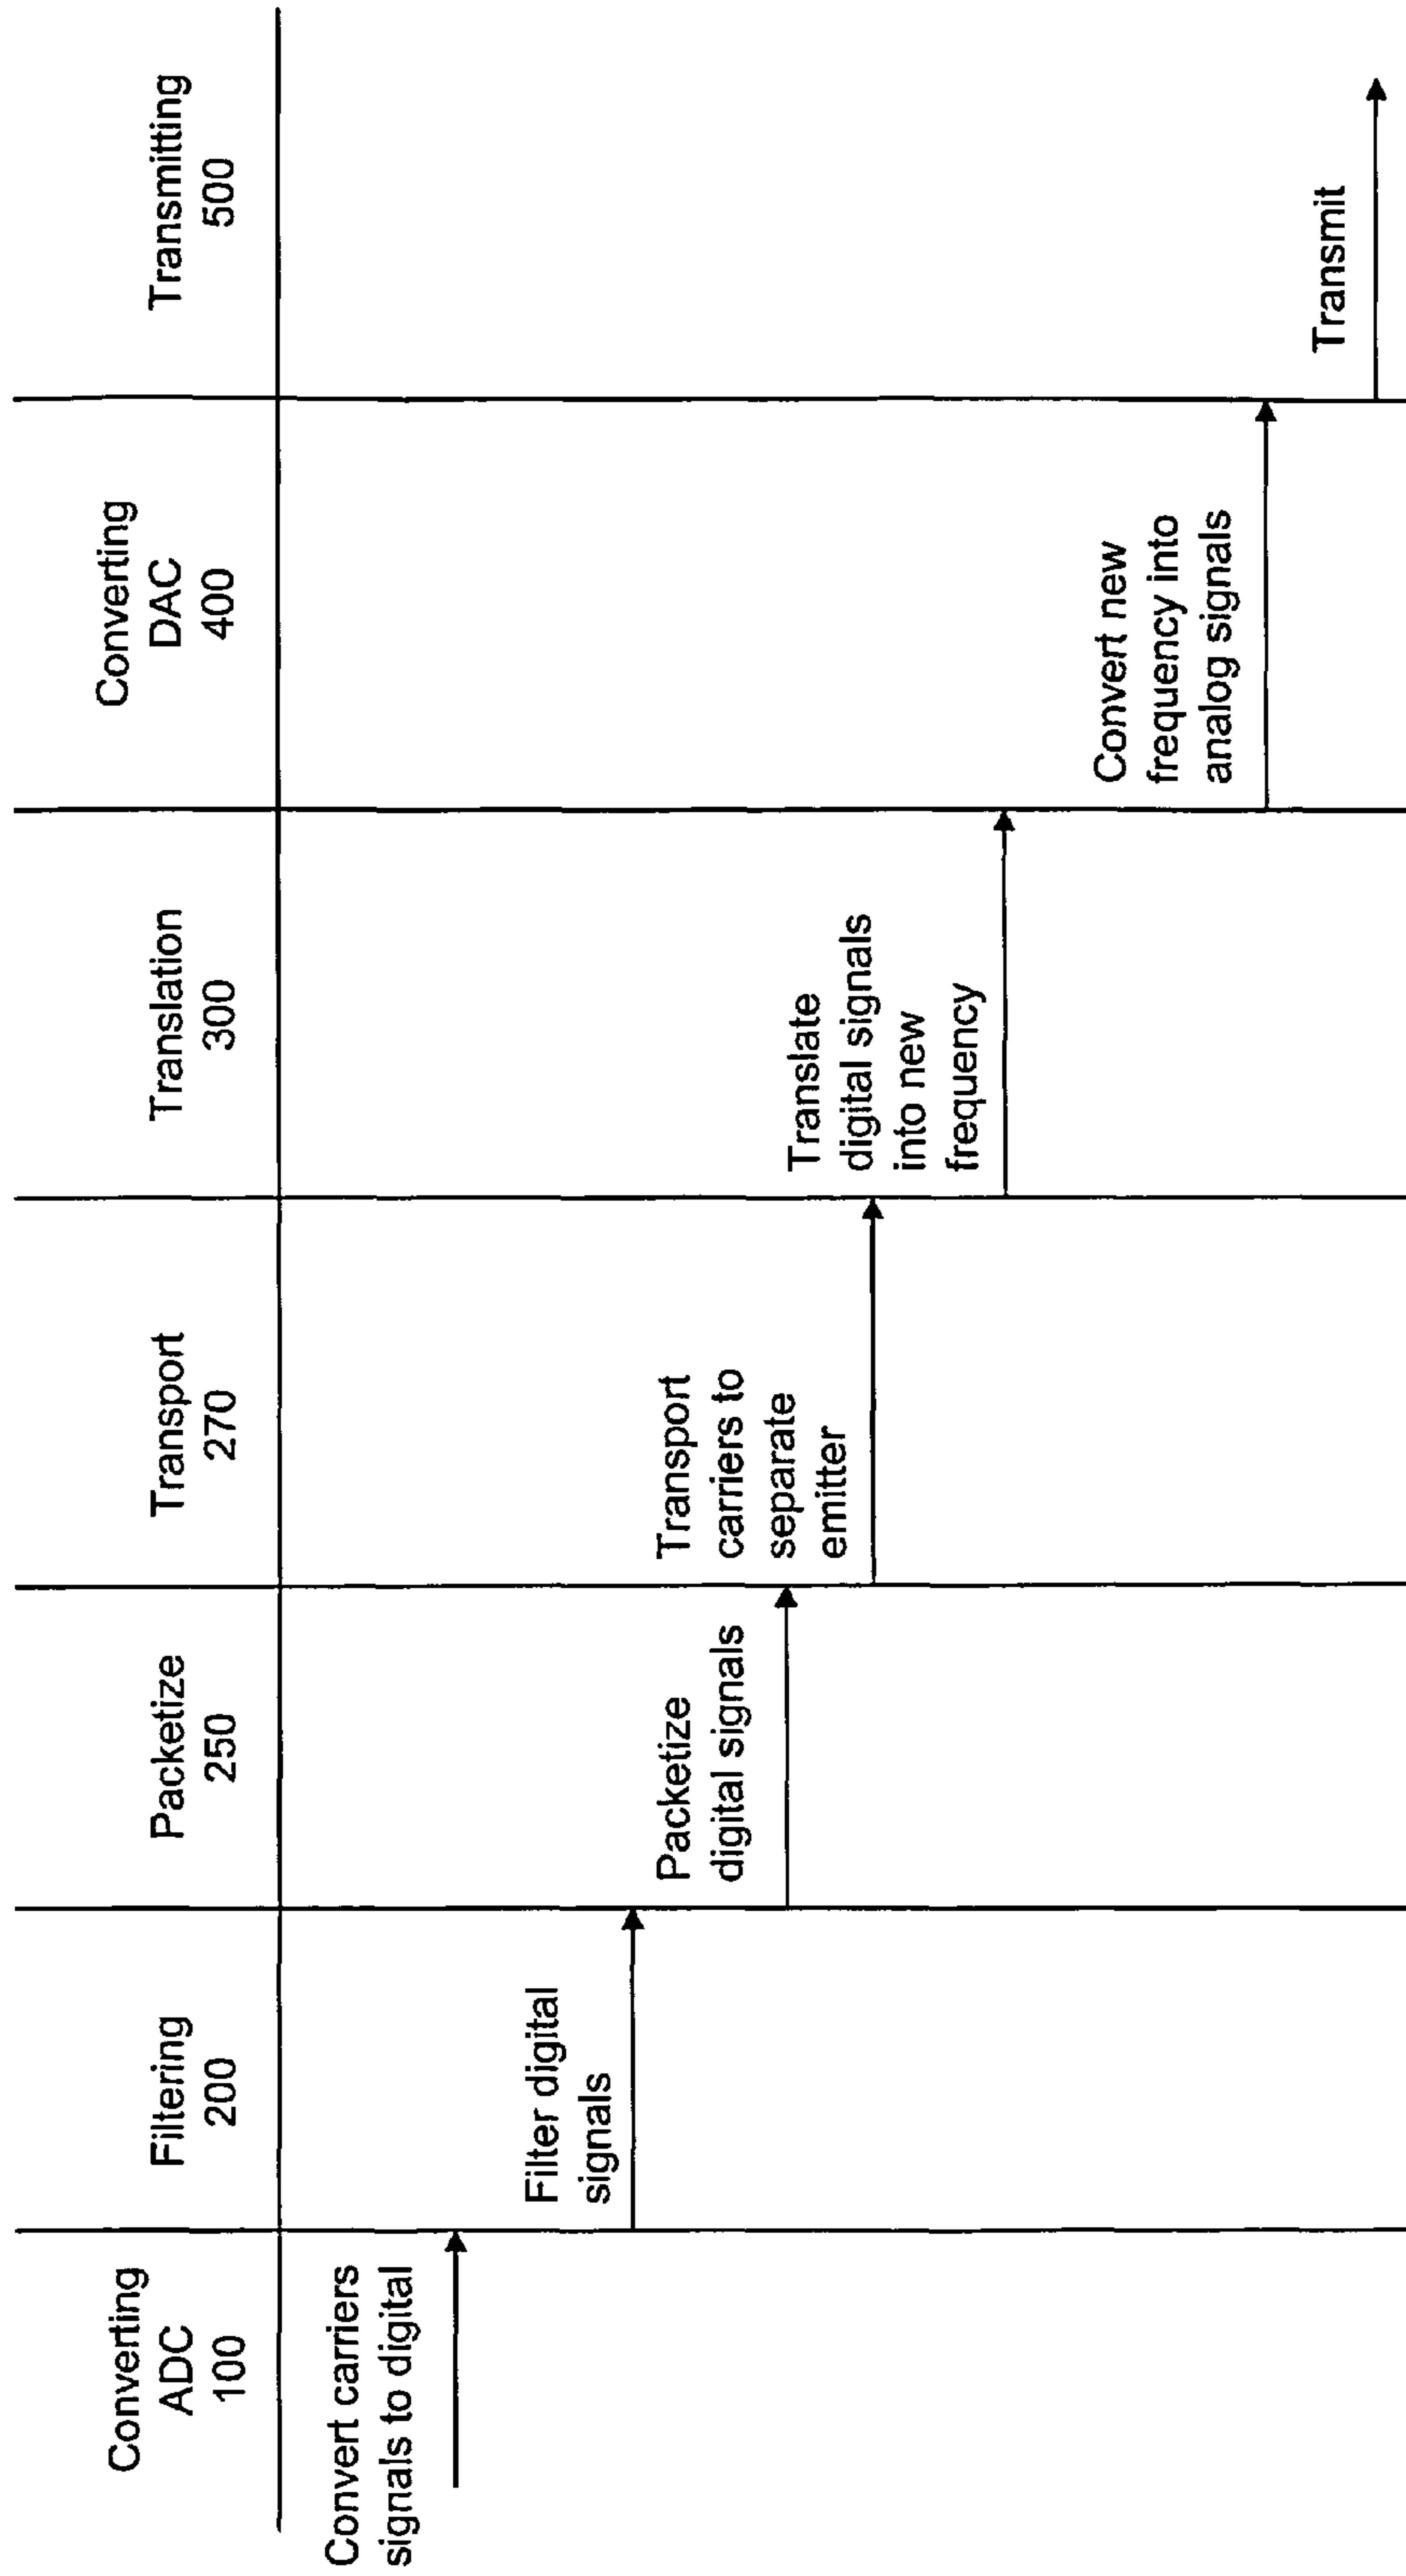 Converting
ADC
100
Filtering
200
Packetize
250
Transport
270
Translation
300
Converting
DAC
400
Transmitting
500
Convert carriers
signals to digital
Filter digital
signals
Packetize
digital signals
Transport
carriers to
separate
emitter
Translate
digital signals
into new
frequency
Convert new
frequency into
analog signals
Transmit